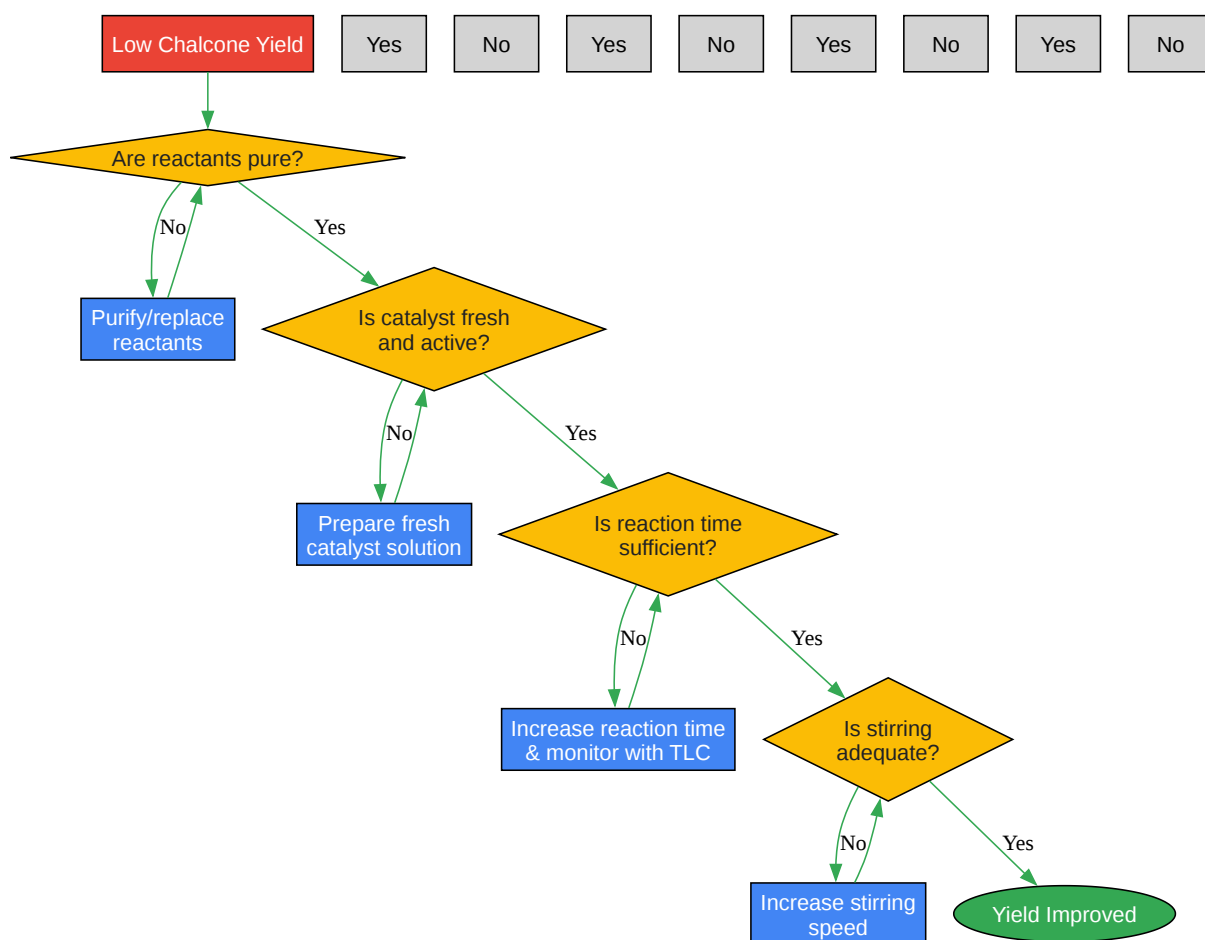 Low Chalcone Yield
Yes
No
Yes
No
Yes
No
Yes
No
Are reactants pure?
No
Yes
Purify/replace
reactants
Is catalyst fresh
and active?
No
Yes
Prepare fresh
catalyst solution
Is reaction time
sufficient?
No
Yes
Increase reaction time
& monitor with TLC
Is stirring
adequate?
No
Yes
Increase stirring
speed
Yield Improved